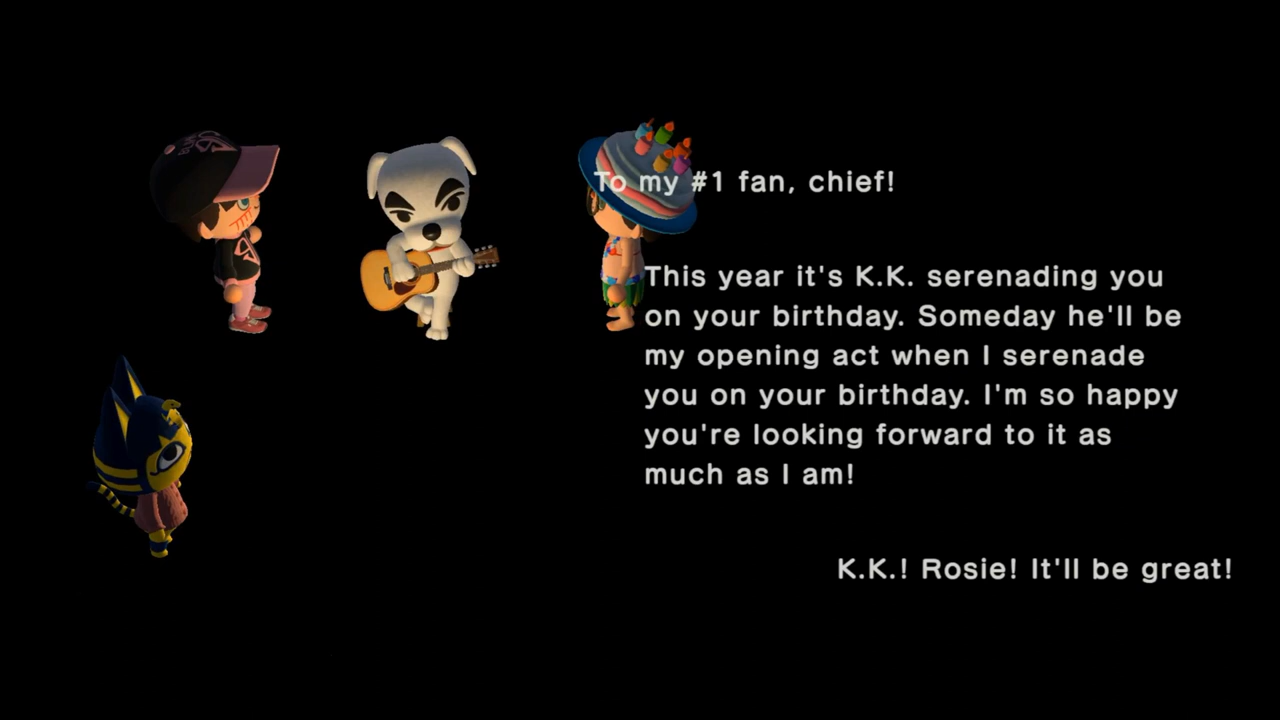 To my #1 fan, chief!
This year it's K.K. serenading you
on your birthday. Someday he'll be
my opening act when I serenade
you on your birthday. I'm so happy
you're looking forward to it as
much as I am!
K.K.! Rosie! It'll be great!